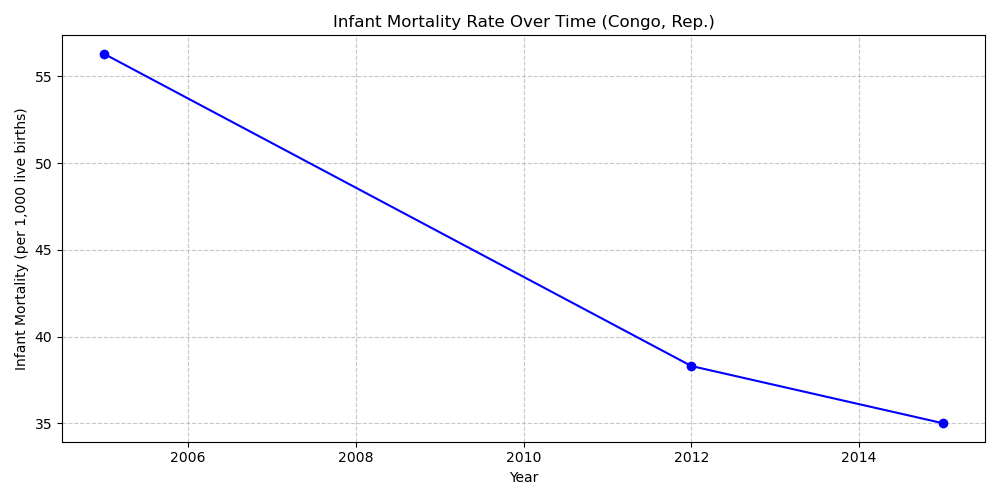 Infant Mortality Rate Over Time (Congo, Rep.)
Infant Mortality (per 1,000 live births)
55
50
45
40
35
2006 2008 2010 2012 2014
Year